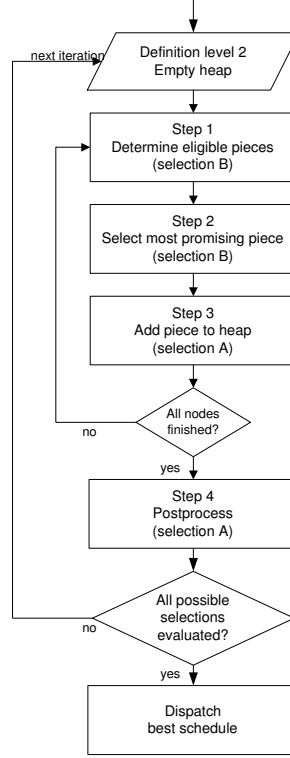 next iteration
Definition level 2
Empty heap
Step 1
Determine eligible pieces
(selection B)
Step 2
Select most promising piece
(selection B)
Step 3
Add piece to heap
(selection A)
All nodes
finished?
no
yes
Step 4
Postprocess
(selection A)
All possible
selections
evaluated?
no
yes
Dispatch
best schedule